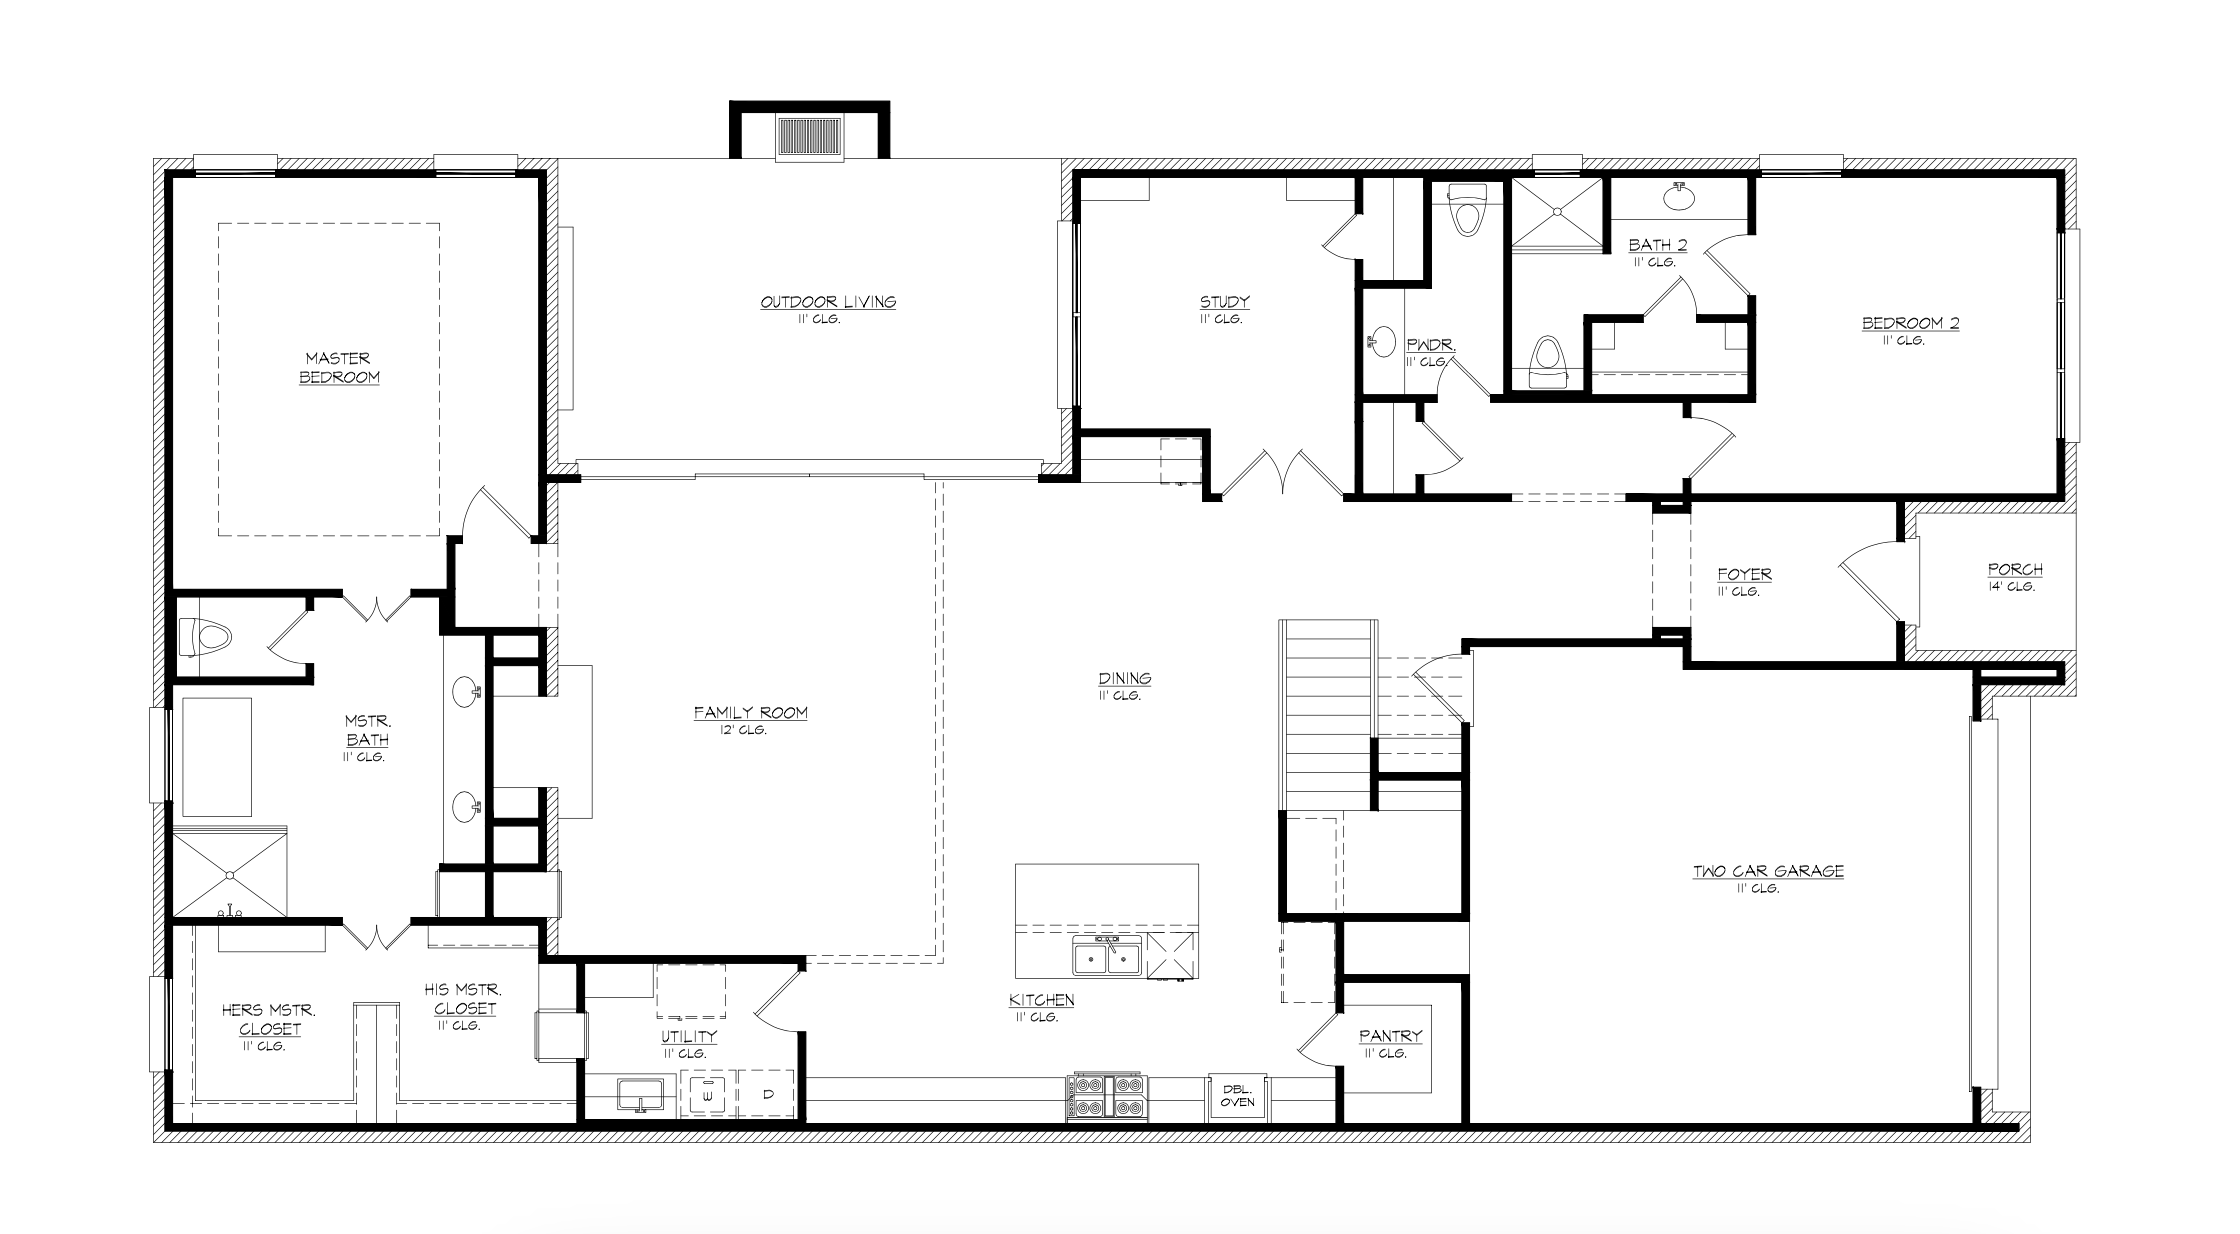 OUTDOOR LIVING
11' CLG.
STUDY
11' CLG.
BATH 2
11' CLG.
PWDR.
11' CLG.
BEDROOM 2
11' CLG.
MASTER
BEDROOM
FOYER
11' CLG.
PORCH
14' CLG.
MSTR.
BATH
11' CLG.
FAMILY ROOM
12' CLG.
DINING
11' CLG.
TWO CAR GARAGE
11' CLG.
HERS MSTR.
CLOSET
11' CLG.
HIS MSTR.
CLOSET
11' CLG.
UTILITY
11' CLG.
W
D
KITCHEN
11' CLG.
DBL.
OVEN
PANTRY
11' CLG.